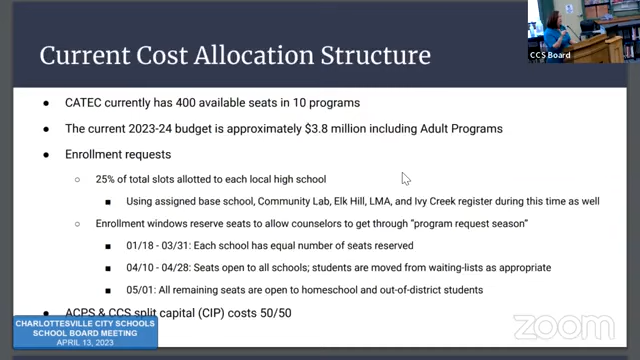 Current Cost Allocation Structure
CCS Board
● CATEC currently has 400 available seats in 10 programs
● The current 2023-24 budget is approximately $3.8 million including Adult Programs
● Enrollment requests
○ 25% of total slots allotted to each local high school
■ Using assigned base school, Community Lab, Elk Hill, LMA, and Ivy Creek register during this time as well
○ Enrollment windows reserve seats to allow counselors to get through "program request season"
■ 01/18 - 03/31: Each school has equal number of seats reserved
■ 04/10 - 04/28: Seats open to all schools; students are moved from waiting-lists as appropriate
■ 05/01: All remaining seats are open to homeschool and out-of-district students
● ACPS & CCS split capital (CIP) costs 50/50
CHARLOTTESVILLE CITY SCHOOLS
SCHOOL BOARD MEETING
APRIL 13, 2023
zoom